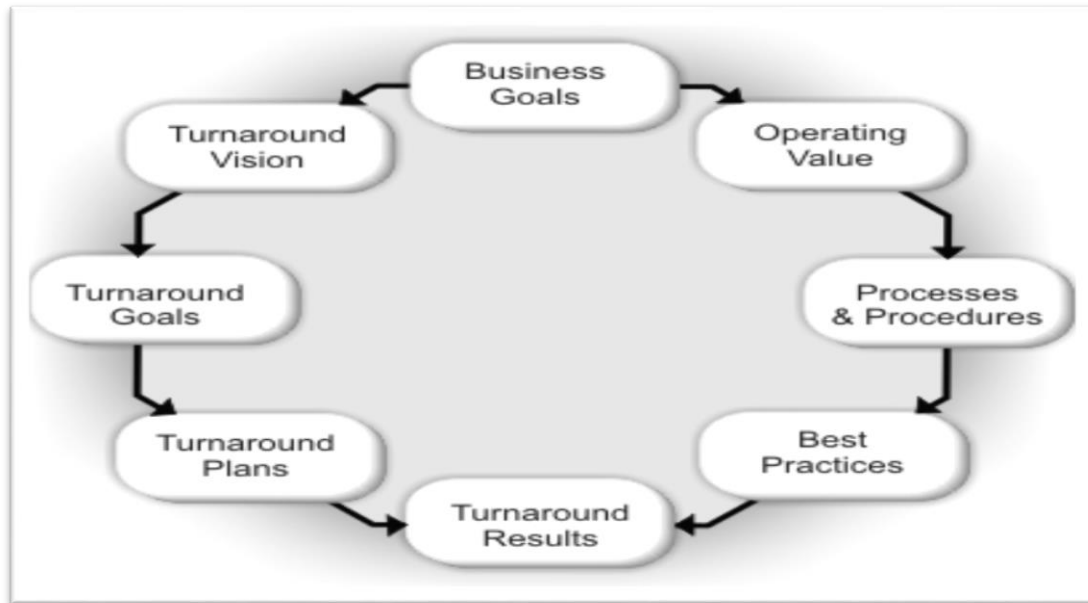 Business
Goals
Turnaround
Vision
Operating
Value
Turnaround
Goals
Processes
& Procedures
Turnaround
Plans
Best
Practices
Turnaround
Results